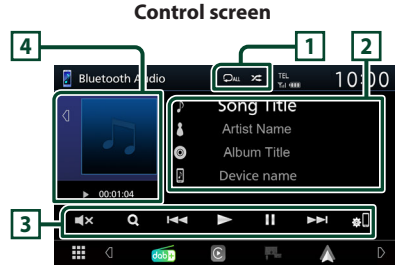 Control screen
4
1
2
Bluetooth Audio
ALL
TEL
10:00
Song Title
Artist Name
Album Title
Device name
00:01:04
3
dab+